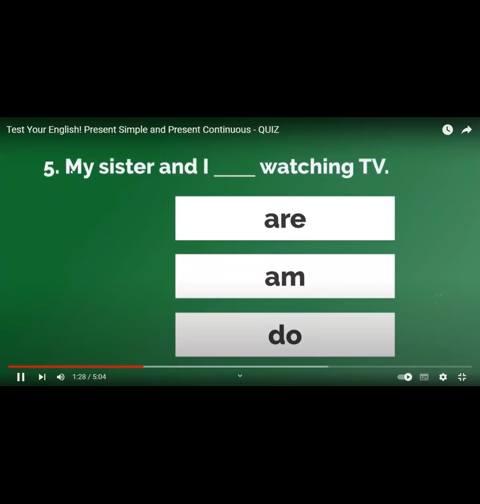 Test Your English! Present Simple and Present Continuous - QUIZ
5. My sister and I ____ watching TV.
are
am
do
1:28 / 5:04